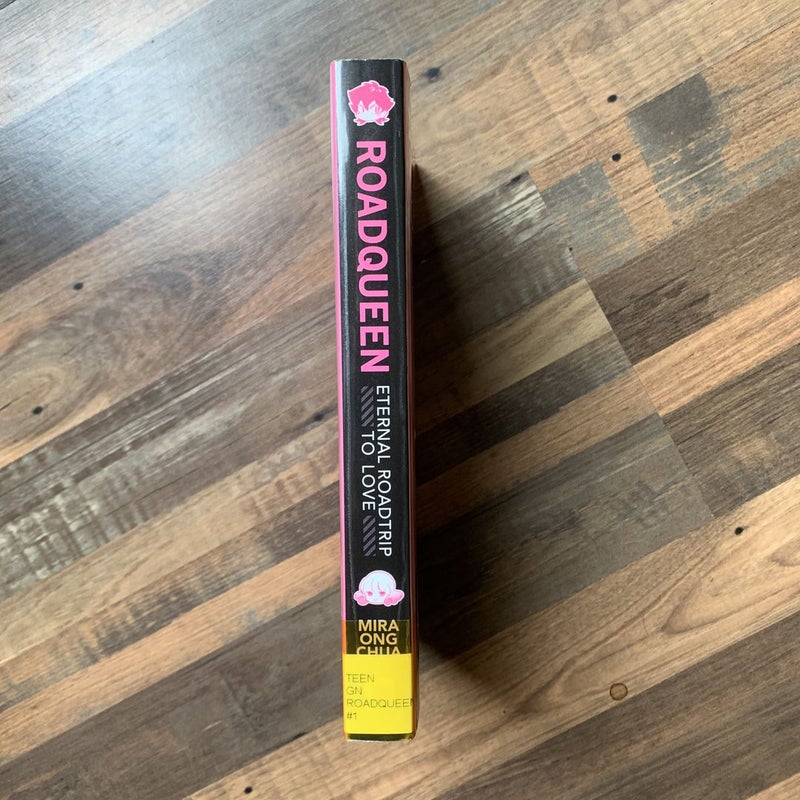 ROADQUEEN
ETERNAL ROADTRIP
TO LOVE
MIRA
ONG
CHUA
TEEN
GN
ROADQUEEN
#1